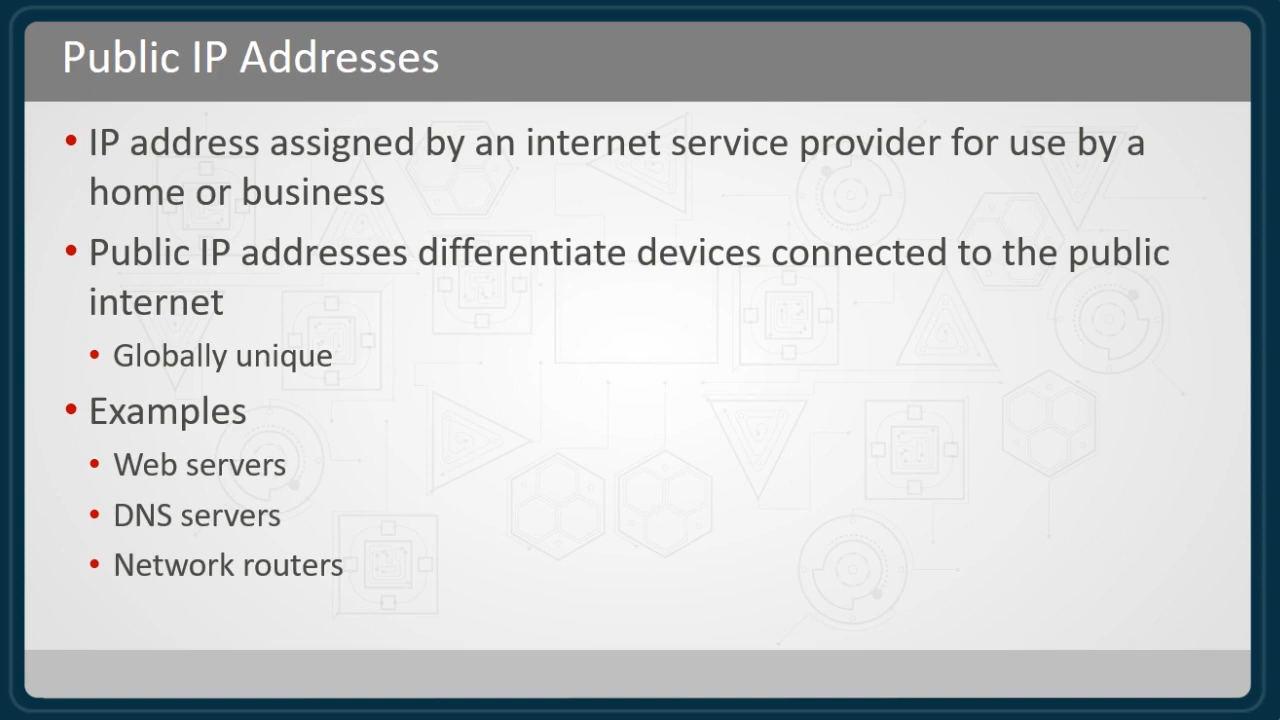 Public IP Addresses
• IP address assigned by an internet service provider for use by a
home or business
• Public IP addresses differentiate devices connected to the public
internet
• Globally unique
• Examples
• Web servers
• DNS servers
• Network routers